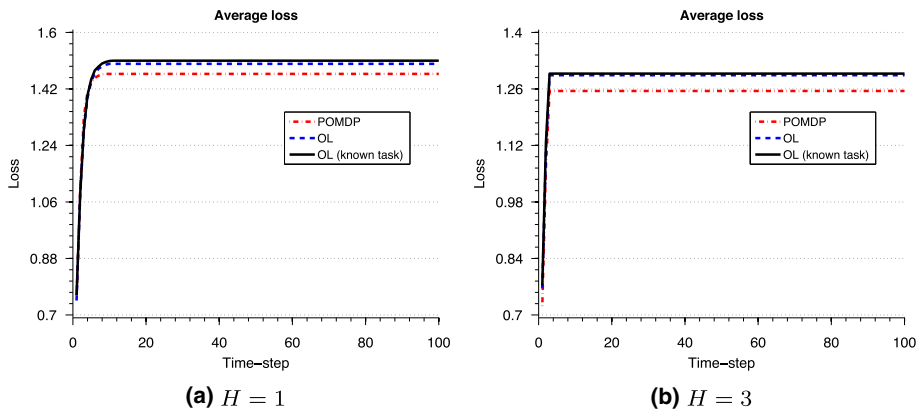 Average loss
1.6
1.42
1.24
1.06
0.88
0.7
Loss
POMDP
OL
OL (known task)
0 20 40 60 80 100
Time−step
(a) H = 1
Average loss
1.4
1.26
1.12
0.98
0.84
0.7
Loss
POMDP
OL
OL (known task)
0 20 40 60 80 100
Time−step
(b) H = 3